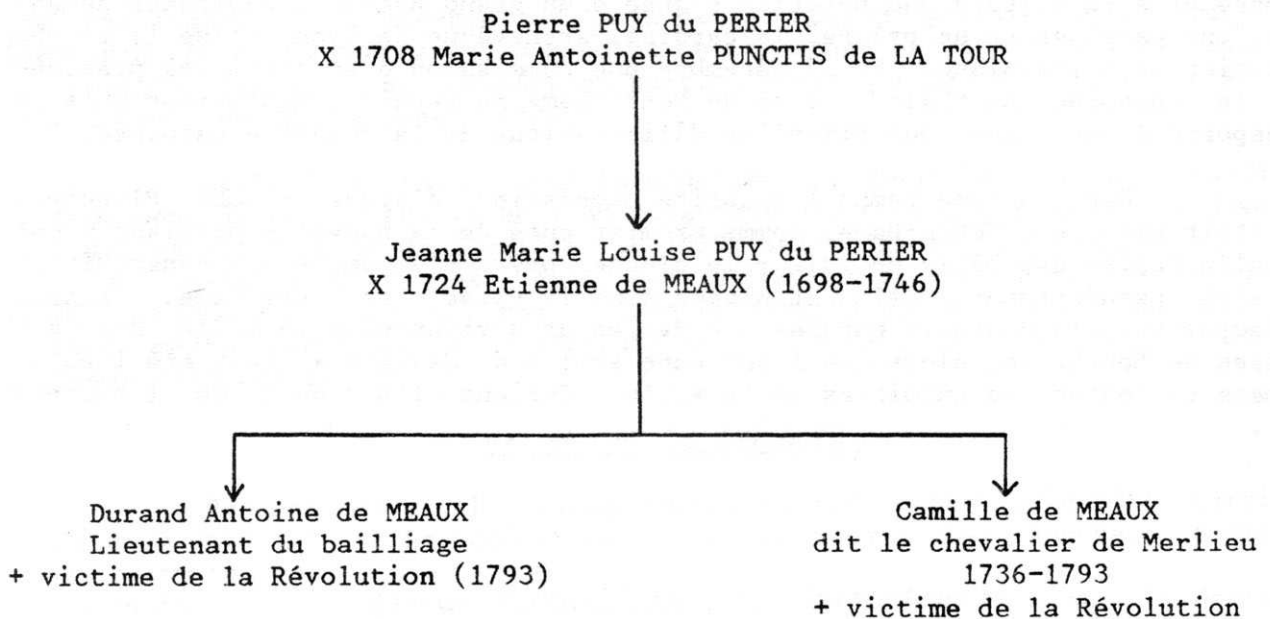 Pierre PUY du PERIER
X 1708 Marie Antoinette PUNCTIS de LA TOUR
Jeanne Marie Louise PUY du PERIER
X 1724 Etienne de MEAUX (1698-1746)
Durand Antoine de MEAUX
Lieutenant du bailliage
+ victime de la Révolution (1793)
Camille de MEAUX
dit le chevalier de Merlieu
1736-1793
+ victime de la Révolution